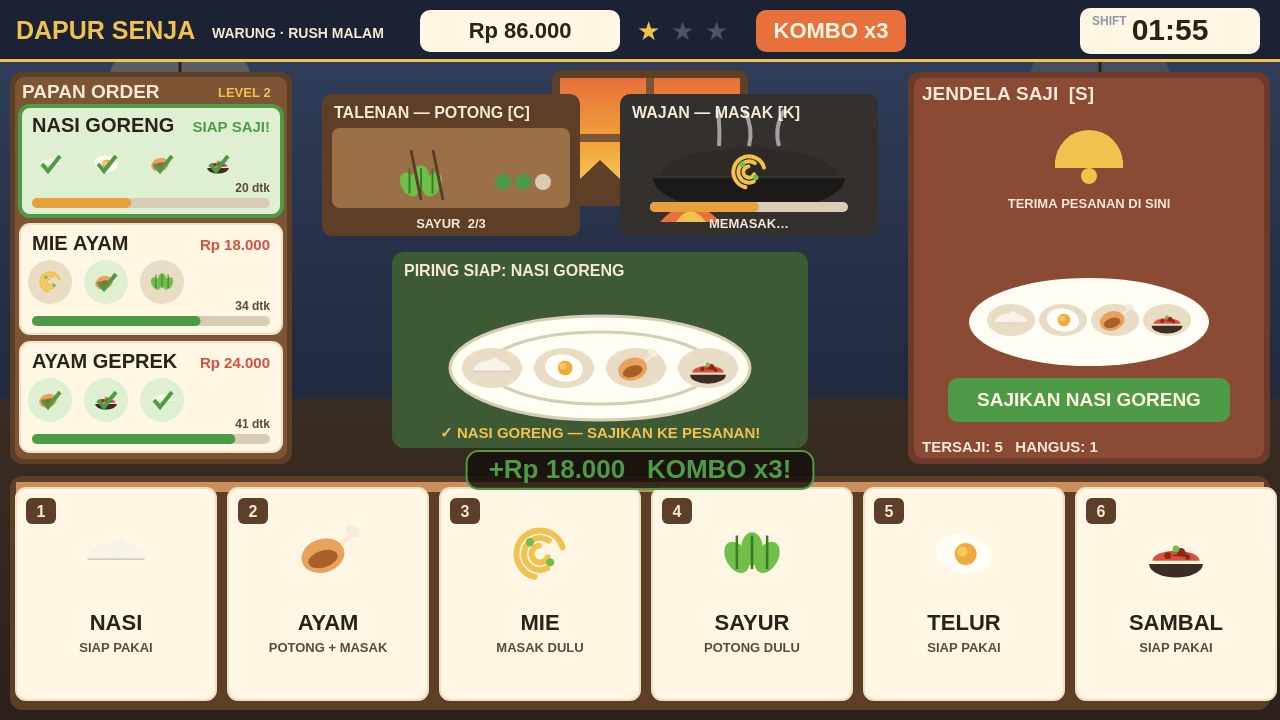 DAPUR SENJA
WARUNG · RUSH MALAM
Rp 86.000
KOMBO x3
SHIFT 01:55
PAPAN ORDER
LEVEL 2
NASI GORENG
SIAP SAJI!
20 dtk
MIE AYAM
Rp 18.000
34 dtk
AYAM GEPREK
Rp 24.000
41 dtk
TALENAN — POTONG [C]
SAYUR 2/3
WAJAN — MASAK [K]
MEMASAK...
PIRING SIAP: NASI GORENG
✓ NASI GORENG — SAJIKAN KE PESANAN!
+Rp 18.000 KOMBO x3!
JENDELA SAJI [S]
TERIMA PESANAN DI SINI
SAJIKAN NASI GORENG
TERSAJI: 5 HANGUS: 1
1
NASI
SIAP PAKAI
2
AYAM
POTONG + MASAK
3
MIE
MASAK DULU
4
SAYUR
POTONG DULU
5
TELUR
SIAP PAKAI
6
SAMBAL
SIAP PAKAI